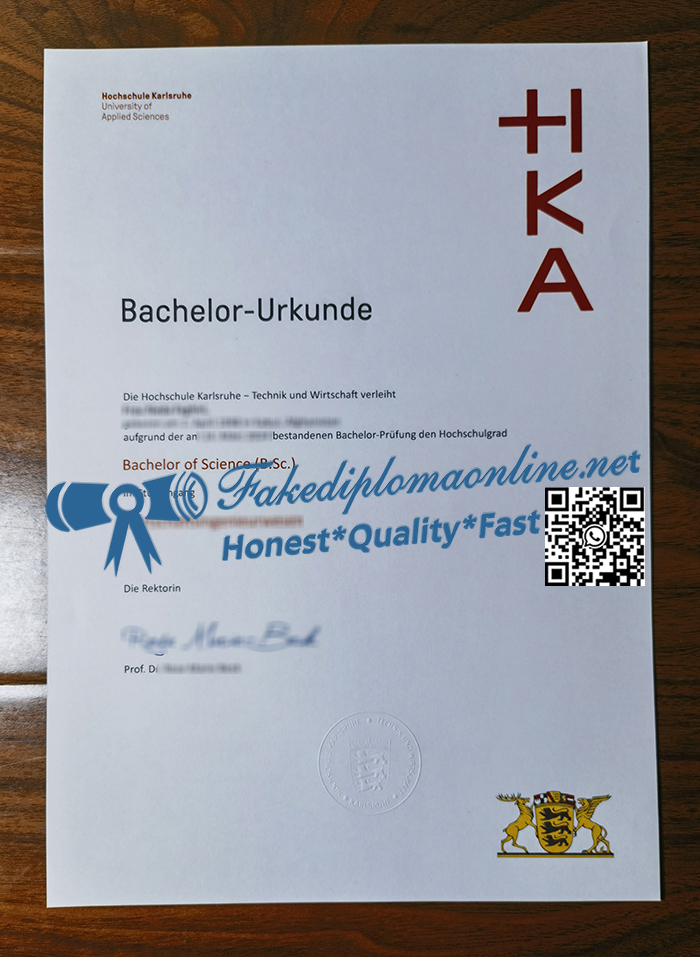 Hochschule Karlsruhe
University of
Applied Sciences
HKA
Bachelor-Urkunde
Die Hochschule Karlsruhe – Technik und Wirtschaft verleiht
aufgrund der an bestandenen Bachelor-Prüfung den Hochschulgrad
Bachelor of Science (B.Sc.)
Fakediplomaonline.net
Honest*Quality*Fast
Die Rektorin
Prof. D